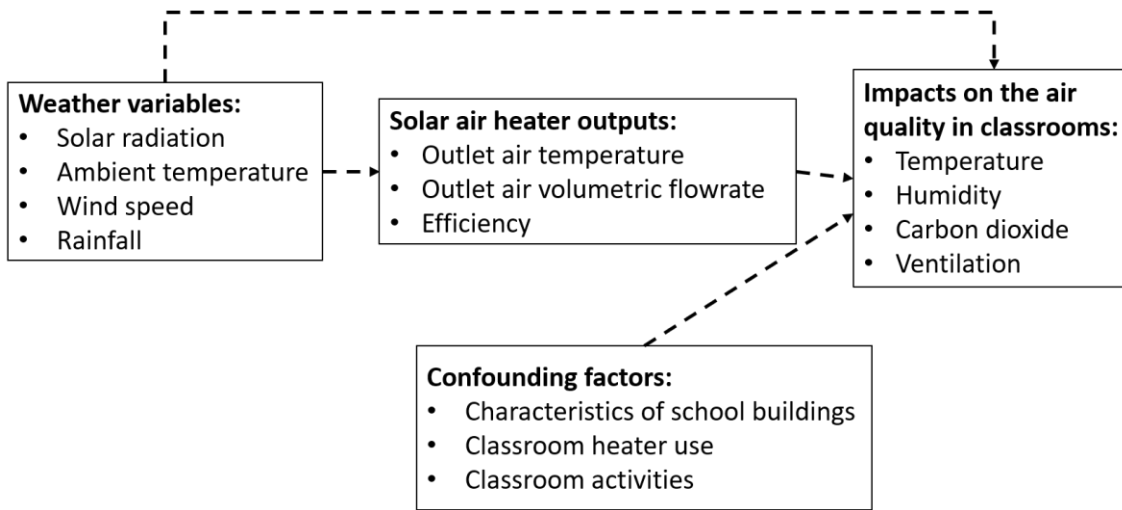 Weather variables:
• Solar radiation
• Ambient temperature
• Wind speed
• Rainfall
Solar air heater outputs:
• Outlet air temperature
• Outlet air volumetric flowrate
• Efficiency
Impacts on the air
quality in classrooms:
• Temperature
• Humidity
• Carbon dioxide
• Ventilation
Confounding factors:
• Characteristics of school buildings
• Classroom heater use
• Classroom activities